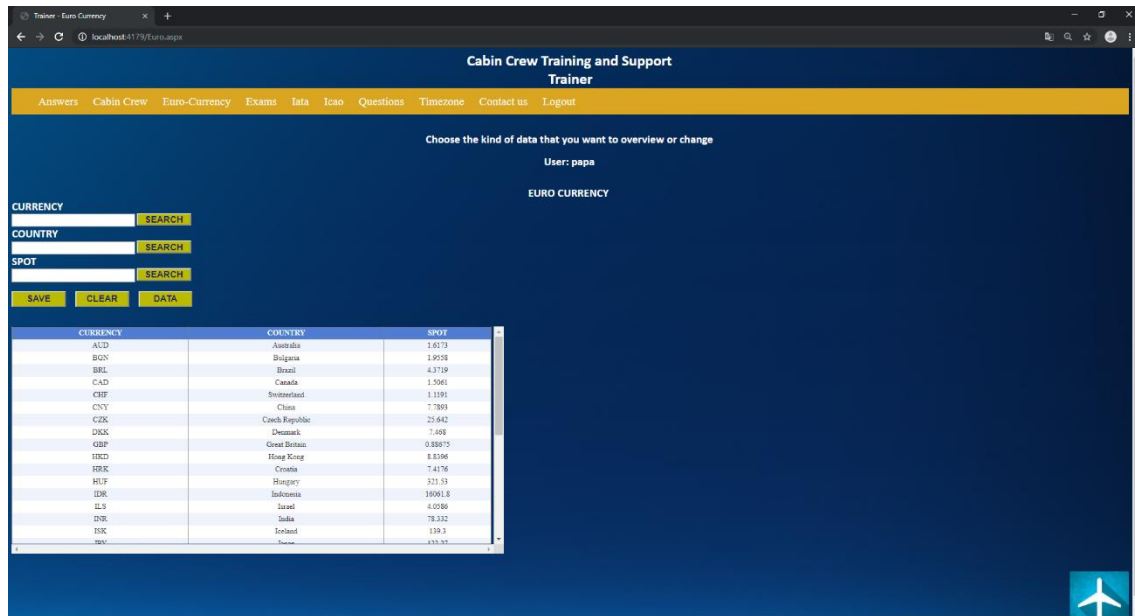 Trainer - Euro Currency
localhost:4179/Euro.aspx
Cabin Crew Training and Support
Trainer
Answers Cabin Crew Euro-Currency Exams Iata Icao Questions Timezone Contact us Logout
Choose the kind of data that you want to overview or change
User: papa
EURO CURRENCY
CURRENCY
SEARCH
COUNTRY
SEARCH
SPOT
SEARCH
SAVE CLEAR DATA
CURRENCY COUNTRY SPOT
AUD Australia 1.6173
BGN Bulgaria 1.9558
BRL Brazil 4.3719
CAD Canada 1.5061
CHF Switzerland 1.1191
CNY China 7.7893
CZK Czech Republic 25.642
DKK Denmark 7.468
GBP Great Britain 0.88675
HKD Hong Kong 8.8396
HRK Croatia 7.4176
HUF Hungary 321.53
IDR Indonesia 16061.8
ILS Israel 4.0586
INR India 78.332
ISK Iceland 139.3